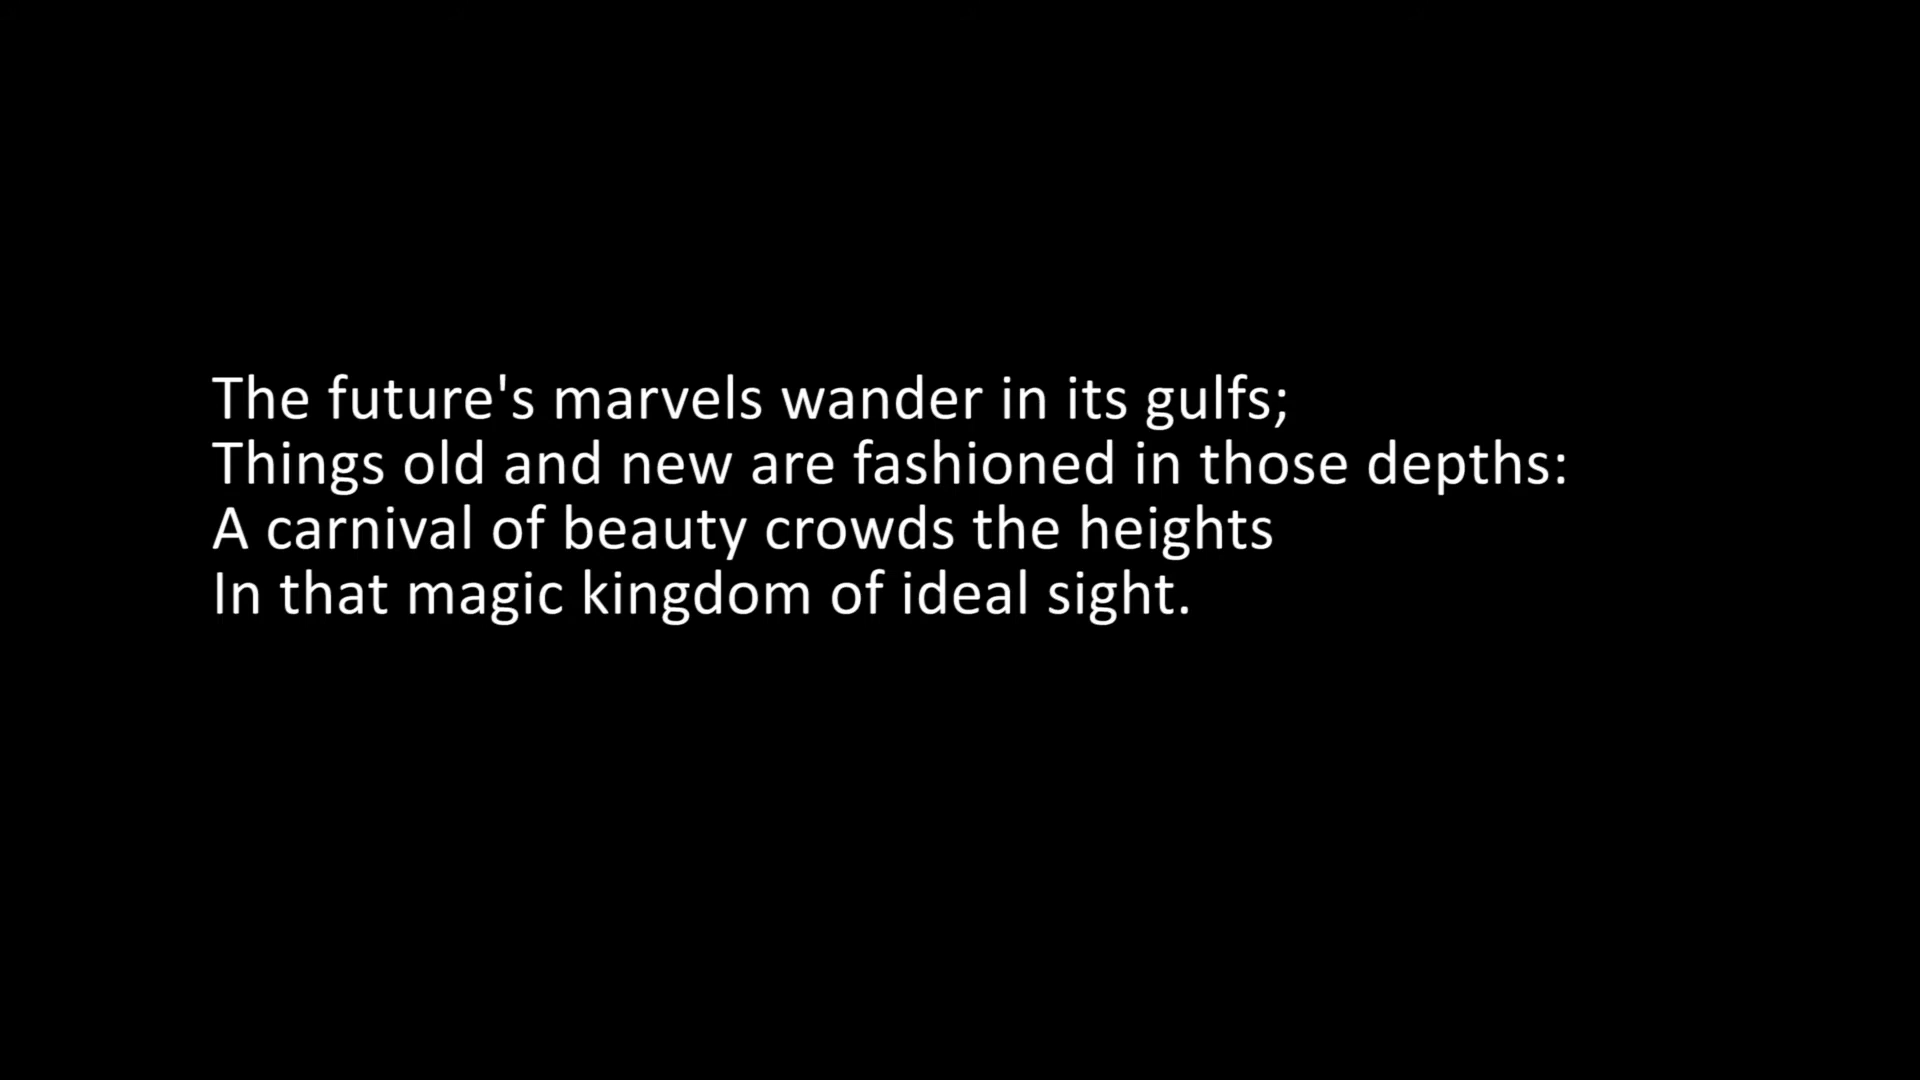 The future's marvels wander in its gulfs;
Things old and new are fashioned in those depths:
A carnival of beauty crowds the heights
In that magic kingdom of ideal sight.